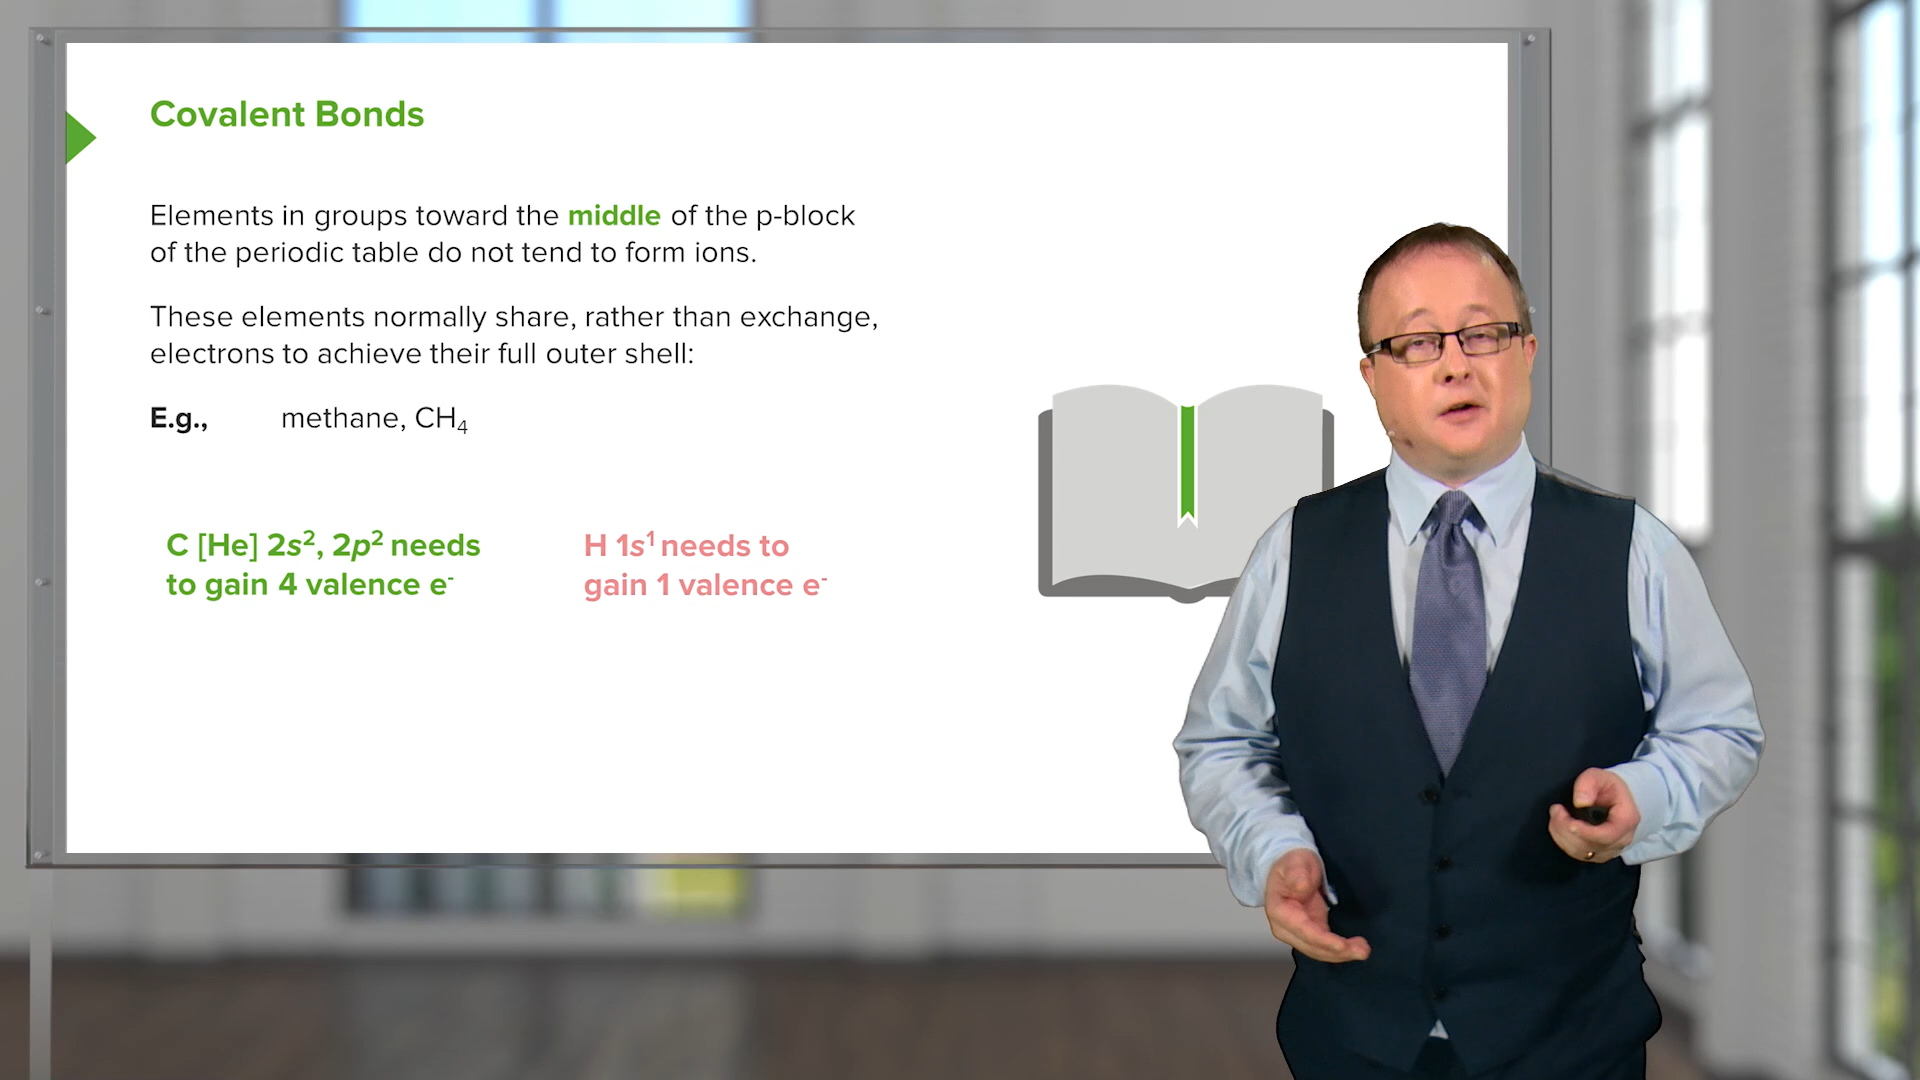 Covalent Bonds
Elements in groups toward the middle of the p-block
of the periodic table do not tend to form ions.
These elements normally share, rather than exchange,
electrons to achieve their full outer shell:
E.g., methane, CH₄
C [He] 2s², 2p² needs
to gain 4 valence e⁻
H 1s¹ needs to
gain 1 valence e⁻